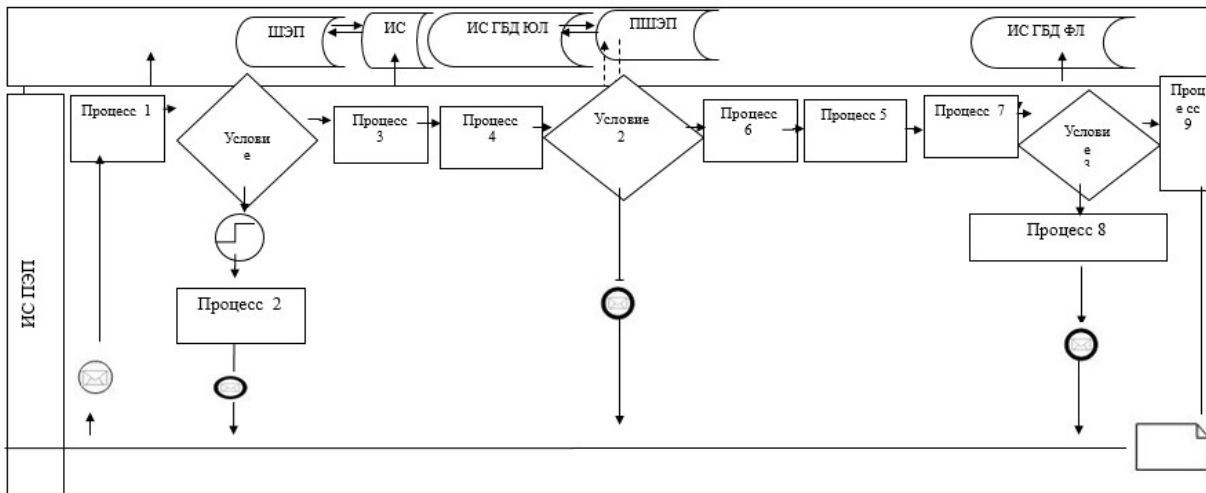 ШЭП
ИС
ИС ГБД ЮЛ
ПШЭП
ИС ГБД ФЛ
ИС ПЭП
Процесс 1
Услови
е
Процесс
3
Процесс
4
Условие
2
Процесс
6
Процесс 5
Процесс 7
Услови
е
3
Проц
е сс
9
Процесс 2
Процесс 8